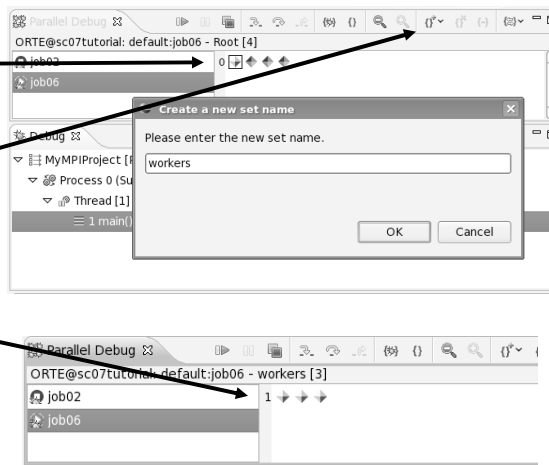 Parallel Debug
ORTE@sc07tutorial: default:job06 - Root [4]
job02
0
job06
Create a new set name
Please enter the new set name.
workers
OK
Cancel
Debug
MyMPIProject [
Process 0 (Su
Thread [1]
1 main()
Parallel Debug
ORTE@sc07tutorial: default:job06 - workers [3]
job02
1
job06